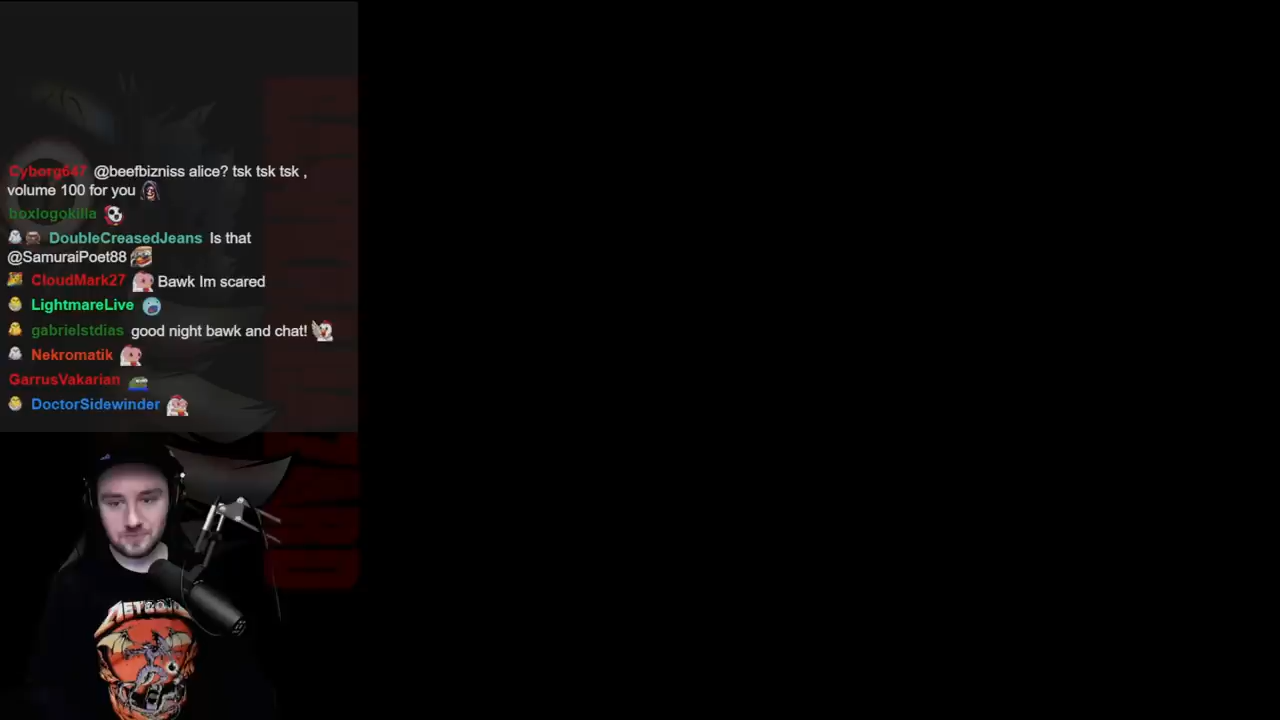 Cyborg647 @beefbizniss alice? tsk tsk tsk ,
volume 100 for you
boxlogokilla
DoubleCreasedJeans Is that
@SamuraiPoet88
CloudMark27 Bawk Im scared
LightmareLive
gabrielstdias good night bawk and chat!
Nekromatik
GarrusVakarian
DoctorSidewinder